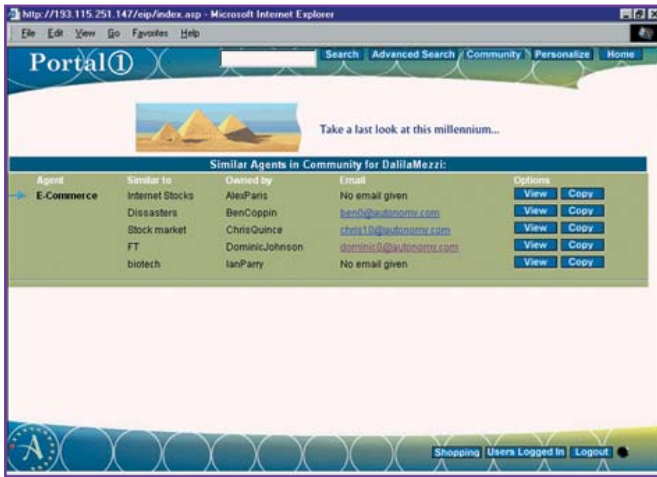 http://193.115.251.147/eip/index.asp - Microsoft Internet Explorer
File Edit View Go Favorites Help
Portal①
Search Advanced Search Community Personalize Home
Take a last look at this millennium...
Similar Agents in Community for DalilaMezzi:
Agent Similar to Owned by Email Options
E-Commerce Internet Stocks AlexParis No email given View Copy
Dissasters BenCoppin ben0@autonomy.com View Copy
Stock market ChrisQuince chris10@autonomy.com View Copy
FT DominicJohnson dominic0@autonomy.com View Copy
biotech IanParry No email given View Copy
A
Shopping Users Logged In Logout